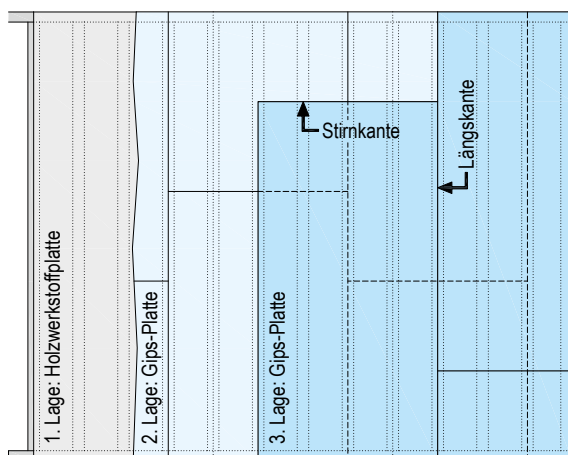 1. Lage: Holzwerkstoffplatte
2. Lage: Gips-Platte
3. Lage: Gips-Platte
Stirnkante
Längskante